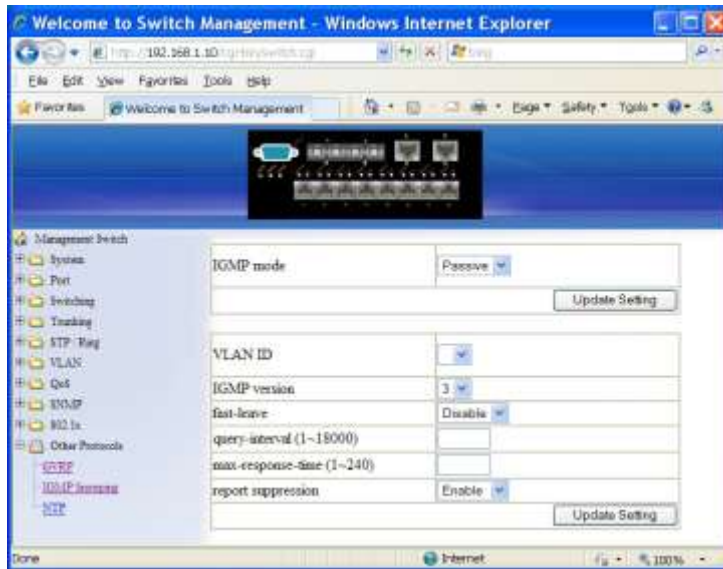 Welcome to Switch Management - Windows Internet Explorer
192.168.1.10
File Edit View Favorites Tools Help
Favorites Welcome to Switch Management Page Safety Tools
Management Switch
System
Port
Switching
Trunking
STP / Ring
VLAN
QoS
SNMP
802.1x
Other Protocols
GVRP
IGMP Snooping
NTP
IGMP mode Passive
Update Setting
VLAN ID
IGMP version 3
fast-leave Disable
query-interval (1~18000)
max-response-time (1~240)
report suppression Enable
Update Setting
Done Internet 100%